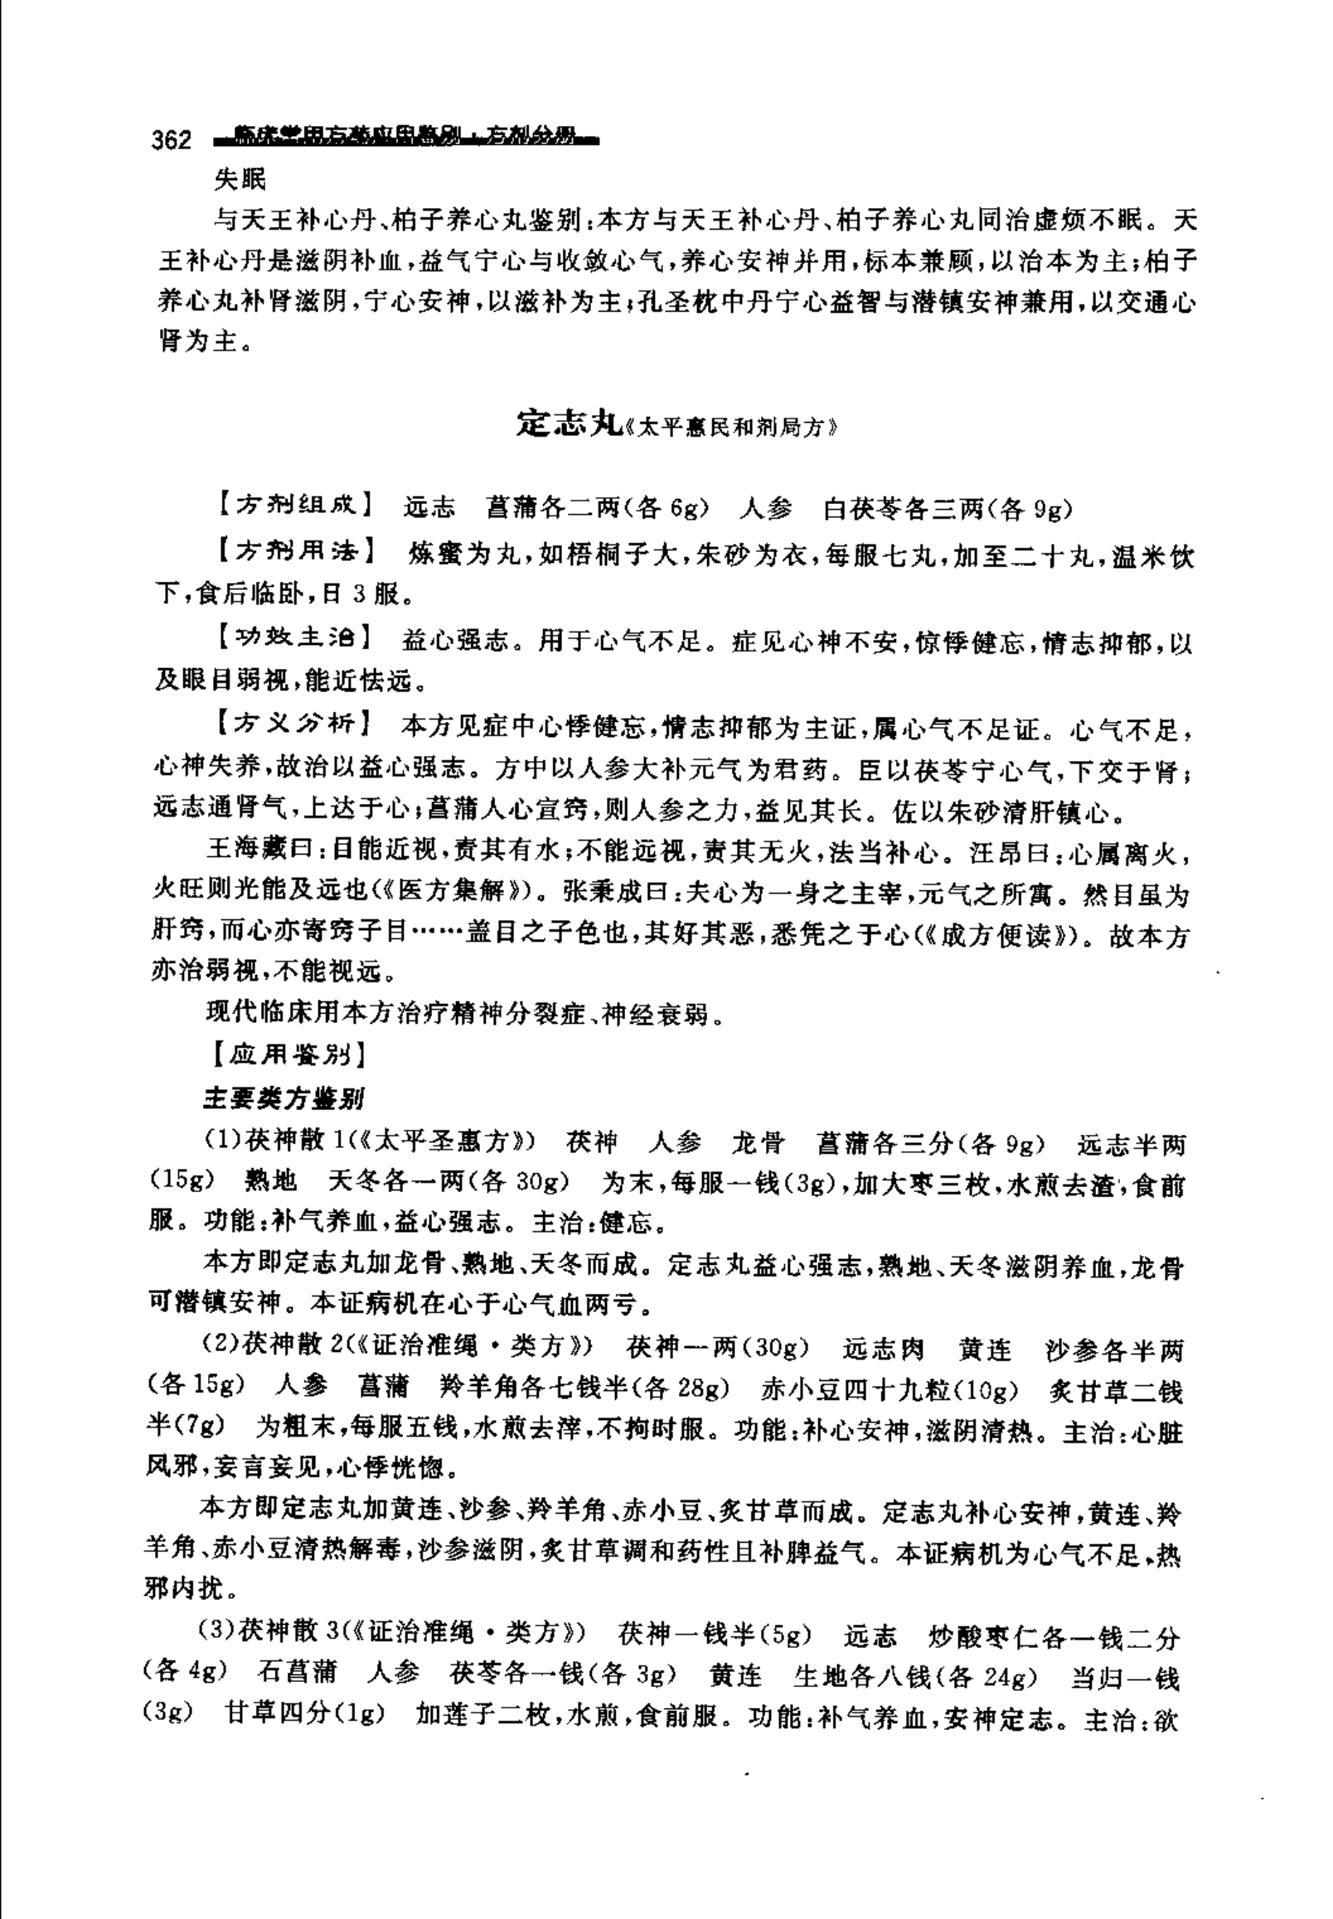 362 临床常用方药应用鉴别·方剂分册
失眠
与天王补心丹、柏子养心丸鉴别:本方与天王补心丹、柏子养心丸同治虚烦不眠。天
王补心丹是滋阴补血,益气宁心与收敛心气,养心安神并用,标本兼顾,以治本为主;柏子
养心丸补肾滋阴,宁心安神,以滋补为主;孔圣枕中丹宁心益智与潜镇安神兼用,以交通心
肾为主。
定志丸《太平惠民和剂局方》
【方剂组成】 远志 菖蒲各二两(各 6g) 人参 白茯苓各三两(各 9g)
【方剂用法】 炼蜜为丸,如梧桐子大,朱砂为衣,每服七丸,加至二十丸,温米饮
下,食后临卧,日 3 服。
【功效主治】 益心强志。用于心气不足。症见心神不安,惊悸健忘,情志抑郁,以
及眼目弱视,能近怯远。
【方义分析】 本方见症中心悸健忘,情志抑郁为主证,属心气不足证。心气不足,
心神失养,故治以益心强志。方中以人参大补元气为君药。臣以茯苓宁心气,下交于肾;
远志通肾气,上达于心;菖蒲人心宣窍,则人参之力,益见其长。佐以朱砂清肝镇心。
王海藏曰:目能近视,责其有水;不能远视,责其无火,法当补心。汪昂曰:心属离火,
火旺则光能及远也(《医方集解》)。张秉成曰:夫心为一身之主宰,元气之所寓。然目虽为
肝窍,而心亦寄窍子目……盖目之子色也,其好其恶,悉凭之于心(《成方便读》)。故本方
亦治弱视,不能视远。
现代临床用本方治疗精神分裂症、神经衰弱。
【应用鉴别】
主要类方鉴别
(1)茯神散 1(《太平圣惠方》) 茯神 人参 龙骨 菖蒲各三分(各 9g) 远志半两
(15g) 熟地 天冬各一两(各 30g) 为末,每服一钱(3g),加大枣三枚,水煎去渣,食前
服。功能:补气养血,益心强志。主治:健忘。
本方即定志丸加龙骨、熟地、天冬而成。定志丸益心强志,熟地、天冬滋阴养血,龙骨
可潜镇安神。本证病机在心于心气血两亏。
(2)茯神散 2(《证治准绳·类方》) 茯神一两(30g) 远志肉 黄连 沙参各半两
(各 15g) 人参 菖蒲 羚羊角各七钱半(各 28g) 赤小豆四十九粒(10g) 炙甘草二钱
半(7g) 为粗末,每服五钱,水煎去滓,不拘时服。功能:补心安神,滋阴清热。主治:心脏
风邪,妄言妄见,心悸恍惚。
本方即定志丸加黄连、沙参、羚羊角、赤小豆、炙甘草而成。定志丸补心安神,黄连、羚
羊角、赤小豆清热解毒,沙参滋阴,炙甘草调和药性且补脾益气。本证病机为心气不足、热
邪内扰。
(3)茯神散 3(《证治准绳·类方》) 茯神一钱半(5g) 远志 炒酸枣仁各一钱二分
(各 4g) 石菖蒲 人参 茯苓各一钱(各 3g) 黄连 生地各八钱(各 24g) 当归一钱
(3g) 甘草四分(1g) 加莲子二枚,水煎,食前服。功能:补气养血,安神定志。主治:欲